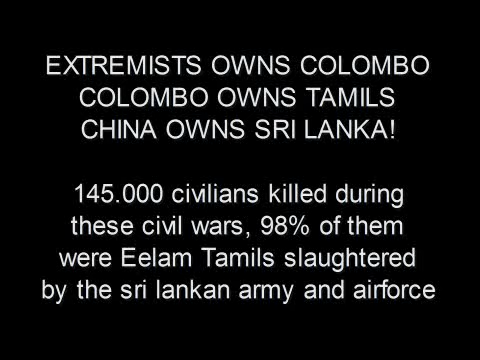 EXTREMISTS OWNS COLOMBO
COLOMBO OWNS TAMILS
CHINA OWNS SRI LANKA!
145.000 civilians killed during
these civil wars, 98% of them
were Eelam Tamils slaughtered
by the sri lankan army and airforce